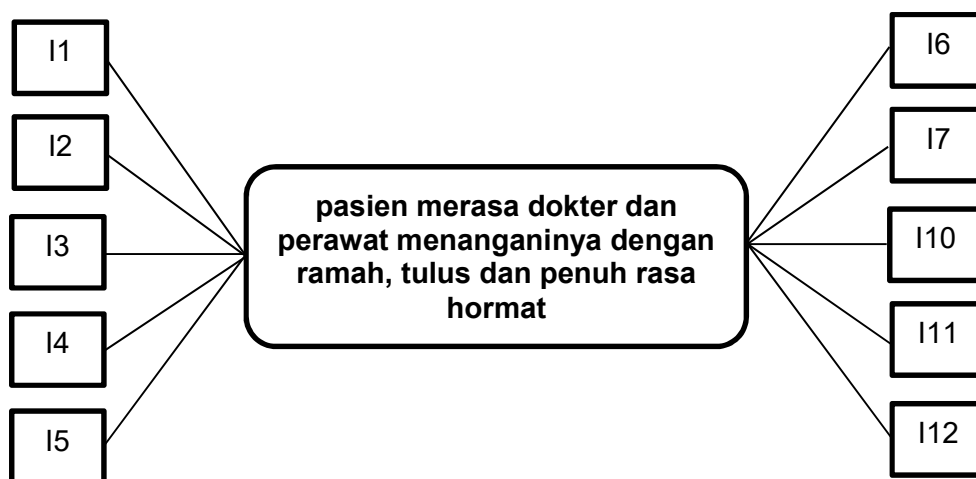 I1
I2
I3
I4
I5
pasien merasa dokter dan
perawat menanganinya dengan
ramah, tulus dan penuh rasa
hormat
I6
I7
I10
I11
I12